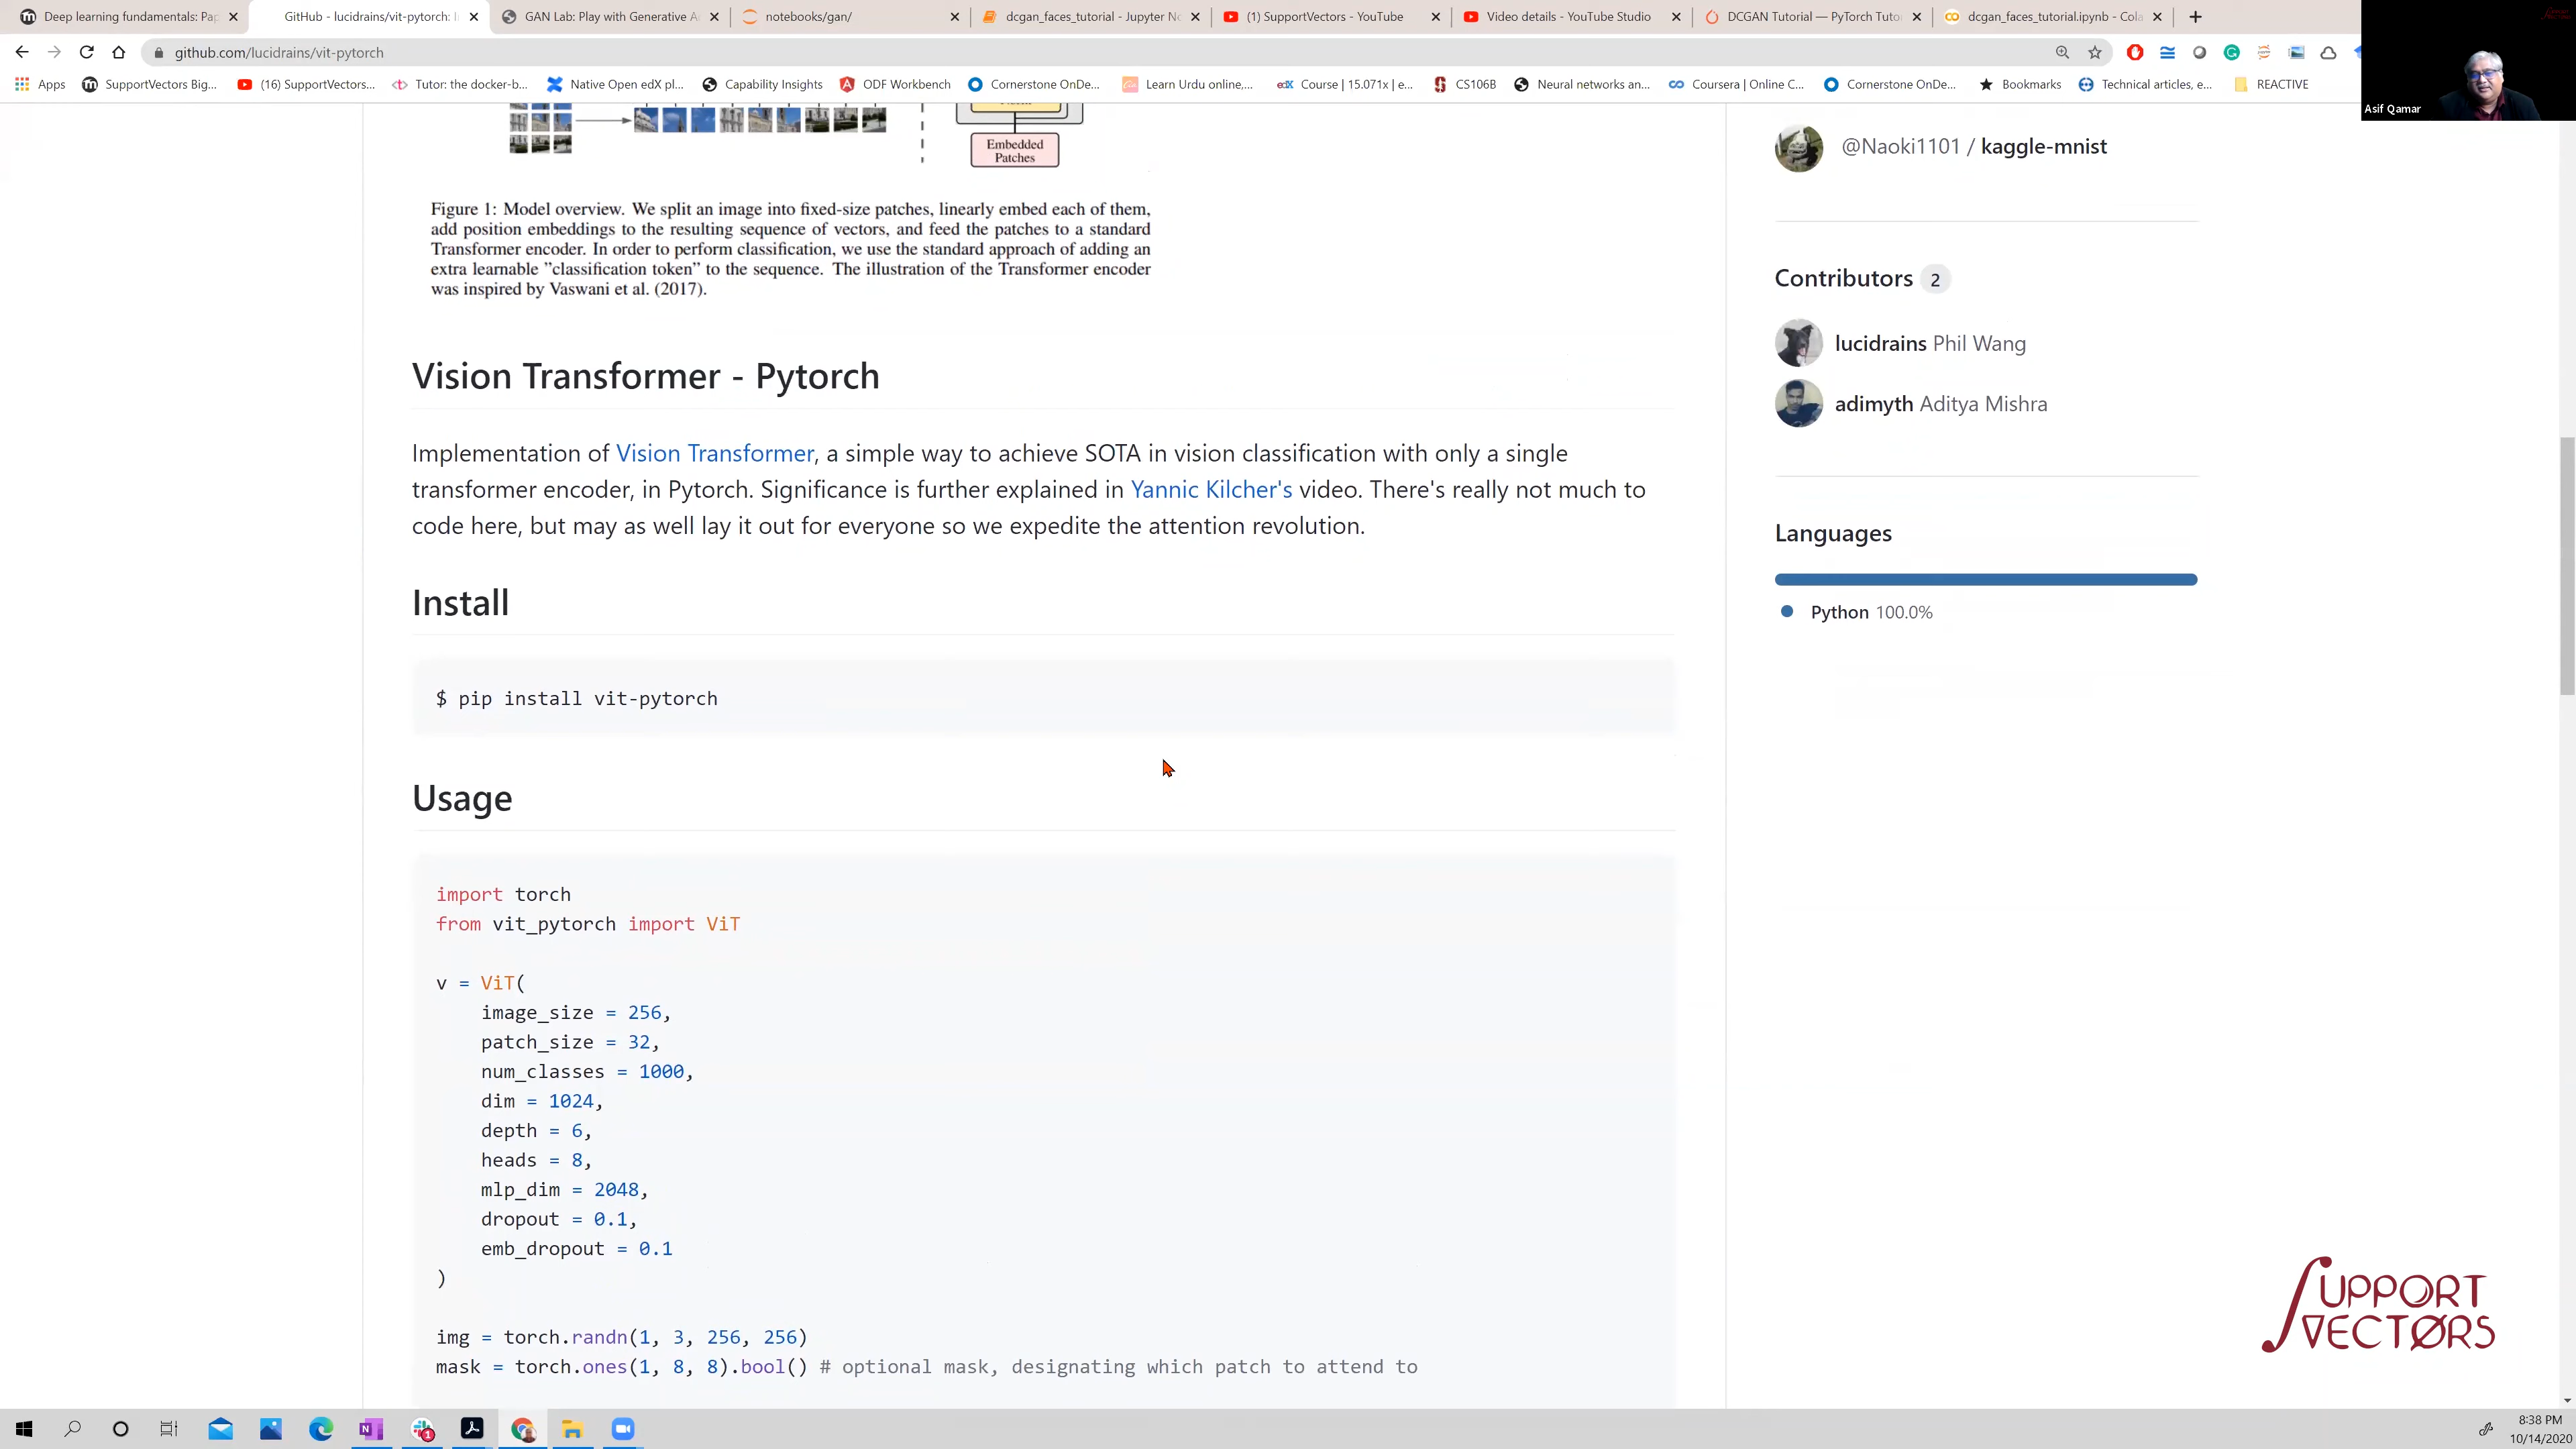 Deep learning fundamentals: Pap
GitHub - lucidrains/vit-pytorch: I
GAN Lab: Play with Generative A
notebooks/gan/
dcgan_faces_tutorial - Jupyter No
(1) SupportVectors - YouTube
Video details - YouTube Studio
DCGAN Tutorial — PyTorch Tuto
dcgan_faces_tutorial.ipynb - Cola
github.com/lucidrains/vit-pytorch
Apps
SupportVectors Big...
(16) SupportVectors...
Tutor: the docker-b...
Native Open edX pl...
Capability Insights
ODF Workbench
Cornerstone OnDe...
Learn Urdu online,...
Course | 15.071x | e...
CS106B
Neural networks an...
Coursera | Online C...
Cornerstone OnDe...
Bookmarks
Technical articles, e...
REACTIVE
Asif Qamar
Embedded
Patches
Figure 1: Model overview. We split an image into fixed-size patches, linearly embed each of them,
add position embeddings to the resulting sequence of vectors, and feed the patches to a standard
Transformer encoder. In order to perform classification, we use the standard approach of adding an
extra learnable ”classification token” to the sequence. The illustration of the Transformer encoder
was inspired by Vaswani et al. (2017).
Vision Transformer - Pytorch
Implementation of Vision Transformer, a simple way to achieve SOTA in vision classification with only a single
transformer encoder, in Pytorch. Significance is further explained in Yannic Kilcher's video. There's really not much to
code here, but may as well lay it out for everyone so we expedite the attention revolution.
Install
$ pip install vit-pytorch
Usage
import torch
from vit_pytorch import ViT
v = ViT(
image_size = 256,
patch_size = 32,
num_classes = 1000,
dim = 1024,
depth = 6,
heads = 8,
mlp_dim = 2048,
dropout = 0.1,
emb_dropout = 0.1
)
img = torch.randn(1, 3, 256, 256)
mask = torch.ones(1, 8, 8).bool() # optional mask, designating which patch to attend to
@Naoki1101 / kaggle-mnist
Contributors 2
lucidrains Phil Wang
adimyth Aditya Mishra
Languages
Python 100.0%
SUPPORT
VECTORS
8:38 PM
10/14/2020